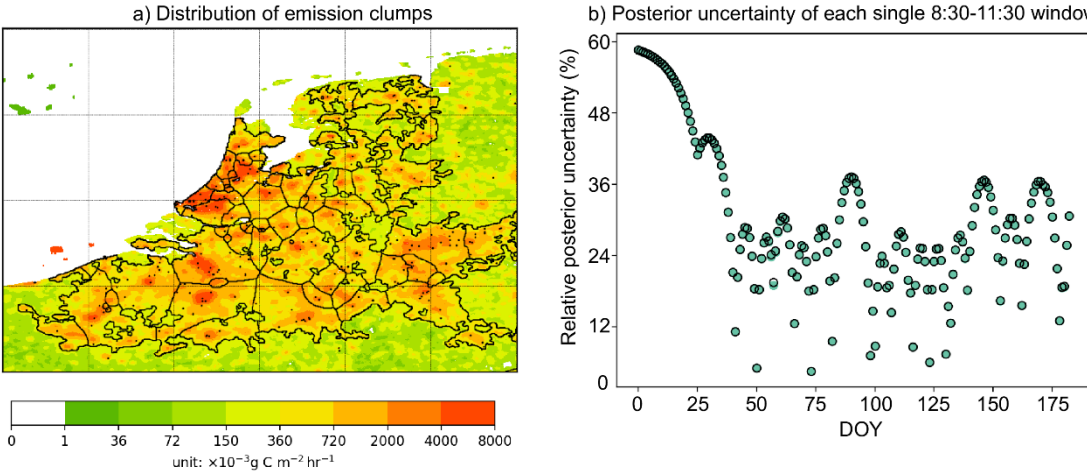 a) Distribution of emission clumps
0 1 36 72 150 360 720 2000 4000 8000
unit: ×10⁻³g C m⁻² hr⁻¹
b) Posterior uncertainty of each single 8:30-11:30 window
Relative posterior uncertainty (%)
60
48
36
24
12
0
0 25 50 75 100 125 150 175
DOY